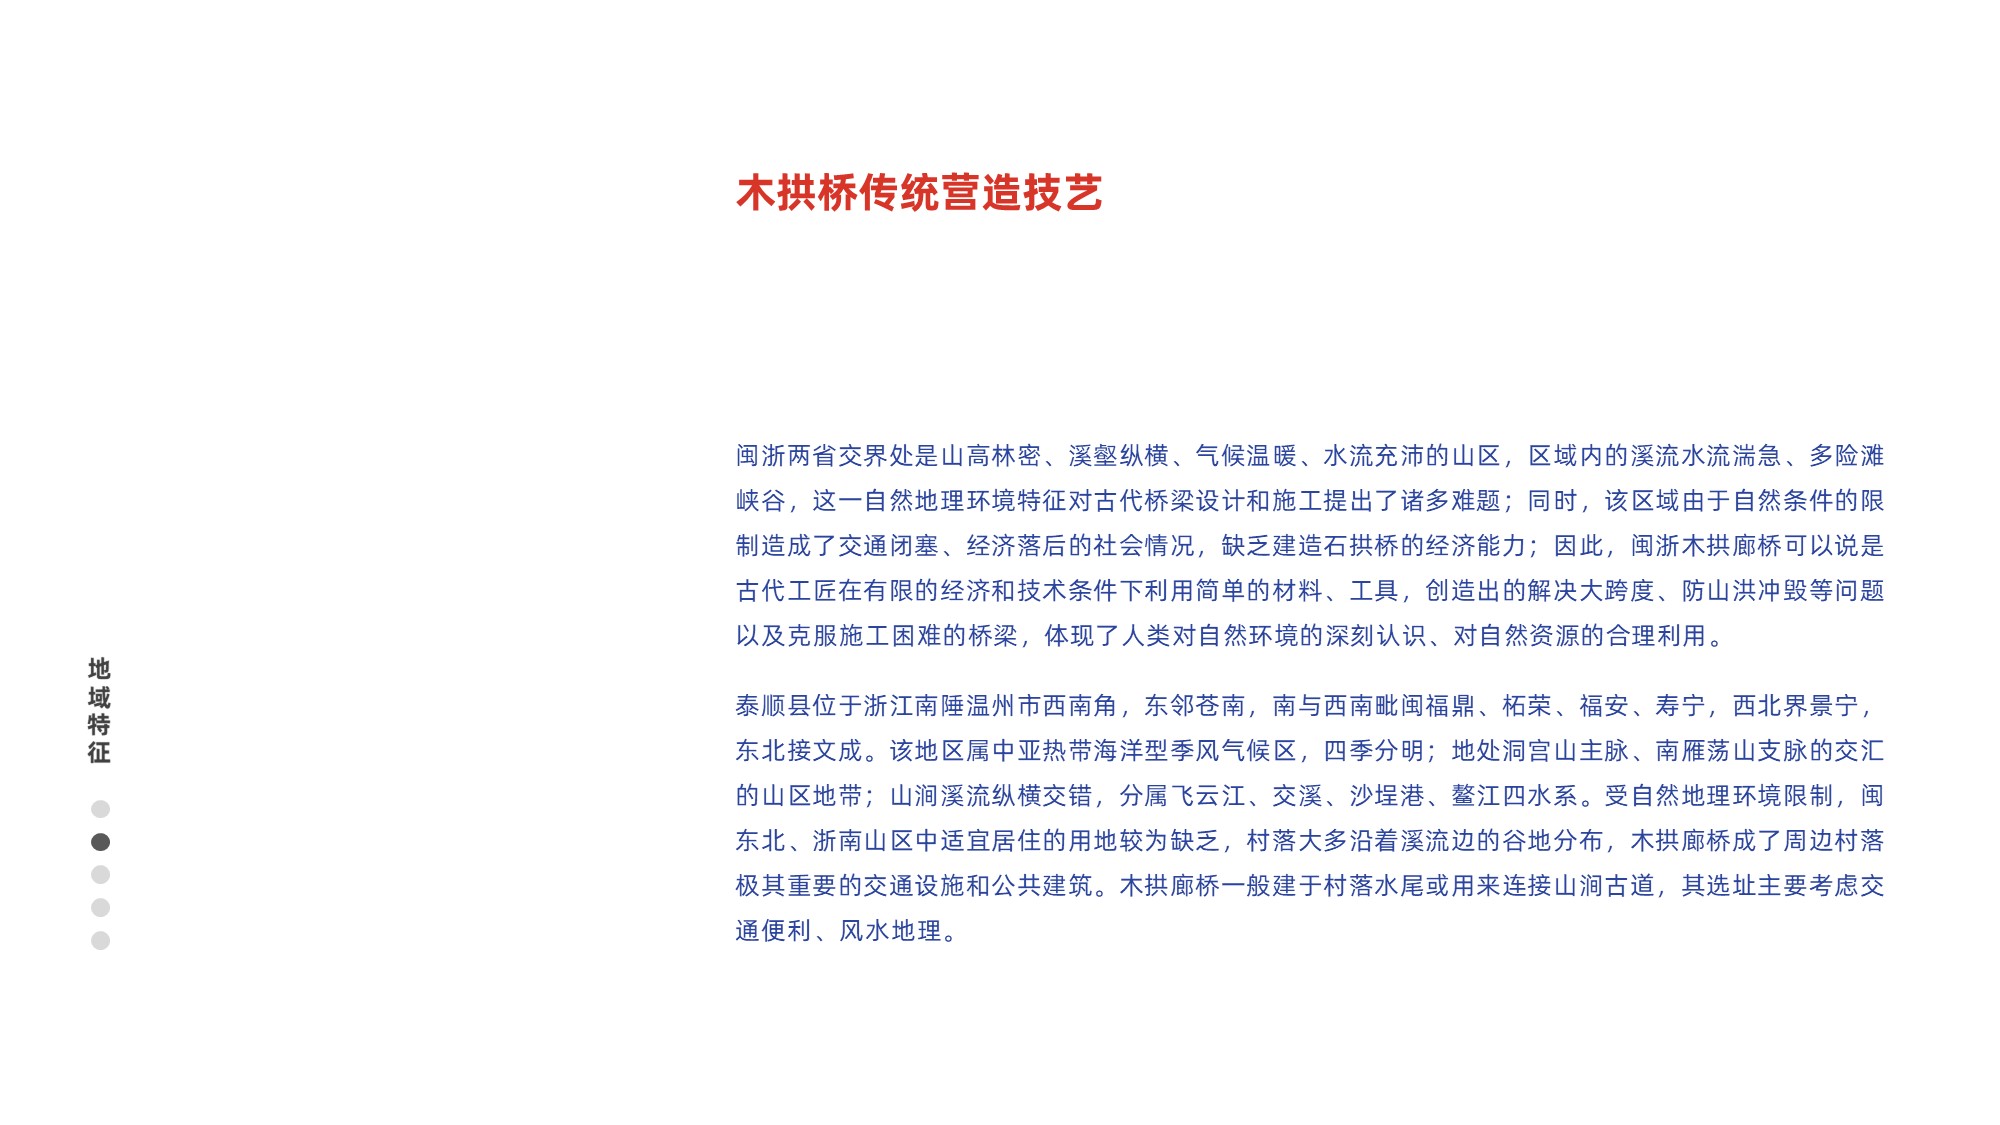 木拱桥传统营造技艺
闽浙两省交界处是山高林密、溪壑纵横、气候温暖、水流充沛的山区，区域内的溪流水流湍急、多险滩
峡谷，这一自然地理环境特征对古代桥梁设计和施工提出了诸多难题；同时，该区域由于自然条件的限
制造成了交通闭塞、经济落后的社会情况，缺乏建造石拱桥的经济能力；因此，闽浙木拱廊桥可以说是
古代工匠在有限的经济和技术条件下利用简单的材料、工具，创造出的解决大跨度、防山洪冲毁等问题
以及克服施工困难的桥梁，体现了人类对自然环境的深刻认识、对自然资源的合理利用。
泰顺县位于浙江南陲温州市西南角，东邻苍南，南与西南毗闽福鼎、柘荣、福安、寿宁，西北界景宁，
东北接文成。该地区属中亚热带海洋型季风气候区，四季分明；地处洞宫山主脉、南雁荡山支脉的交汇
的山区地带；山涧溪流纵横交错，分属飞云江、交溪、沙埕港、鳌江四水系。受自然地理环境限制，闽
东北、浙南山区中适宜居住的用地较为缺乏，村落大多沿着溪流边的谷地分布，木拱廊桥成了周边村落
极其重要的交通设施和公共建筑。木拱廊桥一般建于村落水尾或用来连接山涧古道，其选址主要考虑交
通便利、风水地理。
地域特征